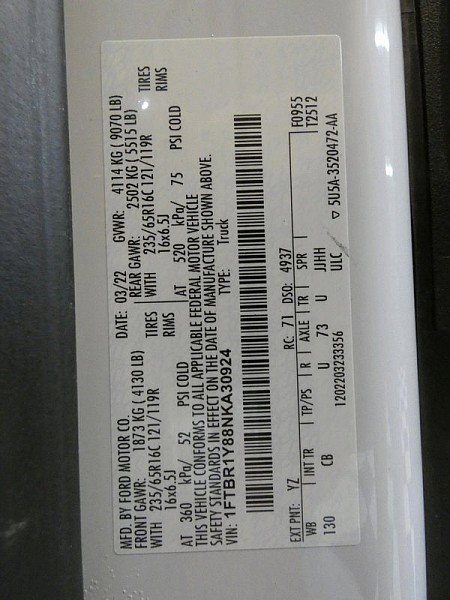 MFD. BY FORD MOTOR CO.
DATE: 03/22 GVWR: 4114 KG ( 9070 LB)
FRONT GAWR: 1873 KG ( 4130 LB) REAR GAWR: 2502 KG ( 5515 LB)
WITH 235/65R16C 121/119R TIRES WITH 235/65R16C 121/119R TIRES
16x6.5J RIMS 16x6.5J RIMS
AT 360 kPa/ 52 PSI COLD AT 520 kPa/ 75 PSI COLD
THIS VEHICLE CONFORMS TO ALL APPLICABLE FEDERAL MOTOR VEHICLE
SAFETY STANDARDS IN EFFECT ON THE DATE OF MANUFACTURE SHOWN ABOVE.
VIN: 1FTBR1Y88NKA30924 TYPE: Truck
F0955
T2512
EXT PNT: YZ RC: 71 DSO: 4937
WB INT TR TP/PS R AXLE TR SPR
130 CB U 73 U JJHH
1202203233356 ULC ▽ 5U5A-3520472-AA